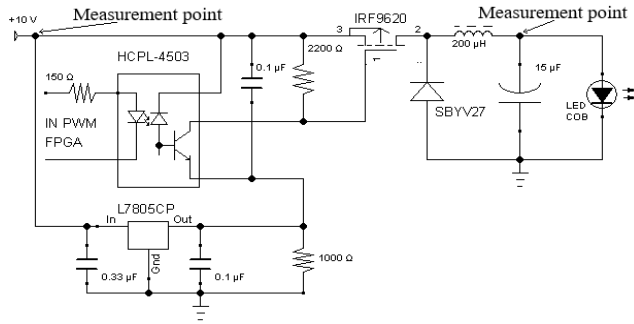 Measurement point
Measurement point
+10 V
HCPL-4503
150 Ω
IN PWM
FPGA
0.1 µF
2200 Ω
3
IRF9620
2
1
200 µH
SBYV27
15 µF
LED
COB
L7805CP
In
Out
Gnd
0.33 µF
0.1 µF
1000 Ω